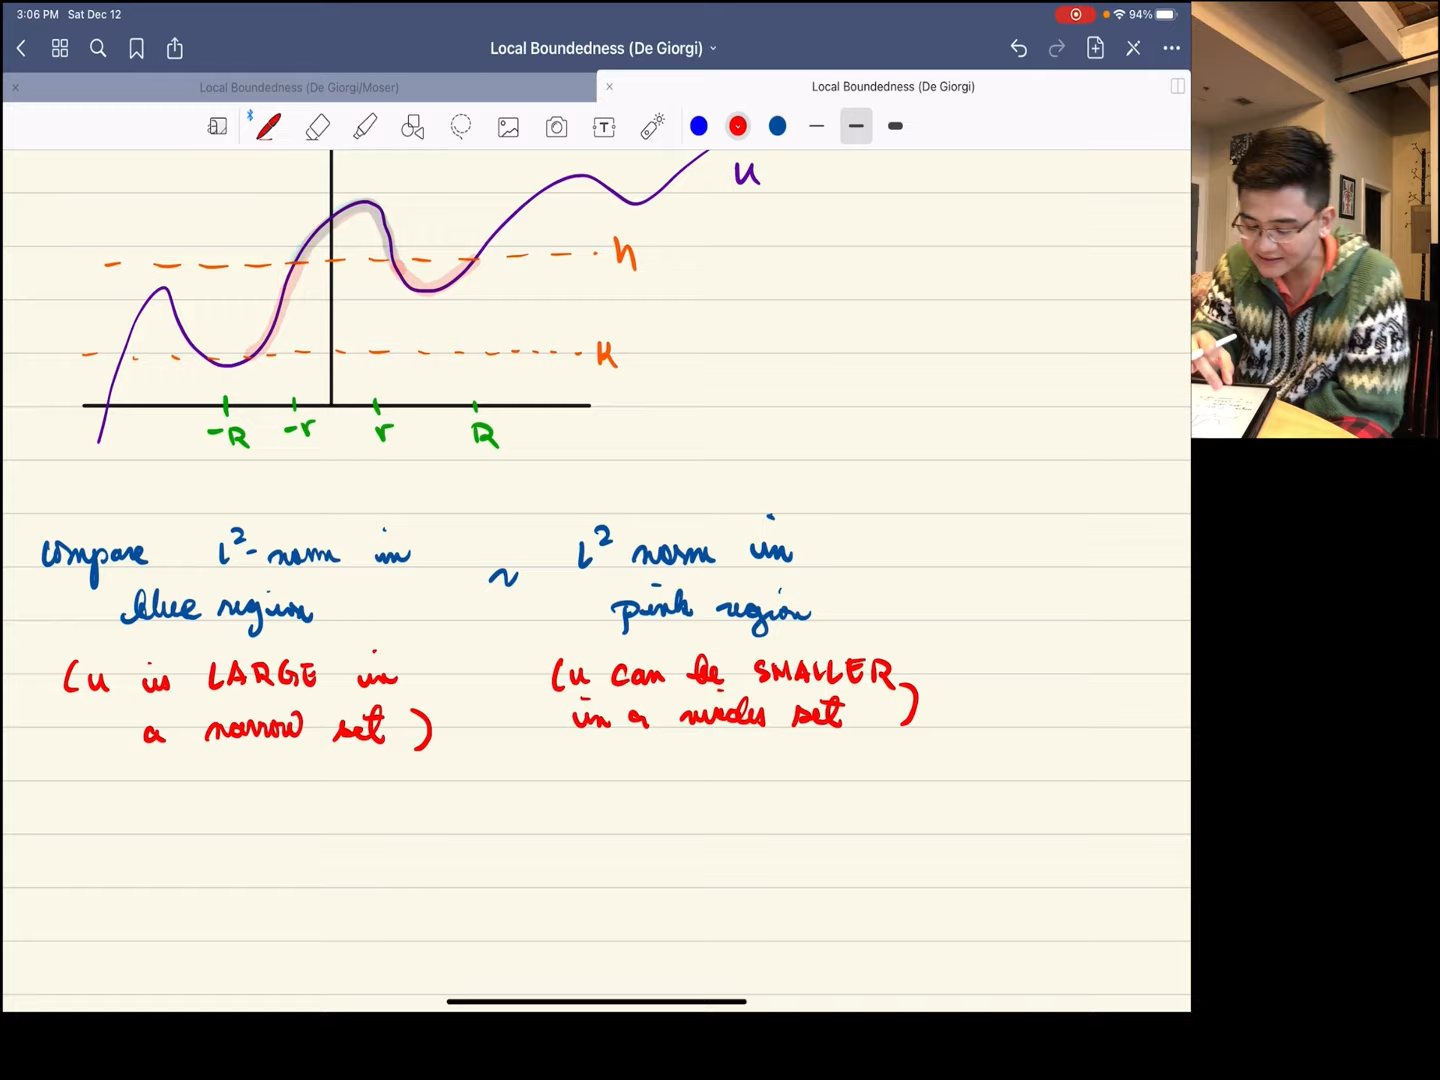 3:06 PM Sat Dec 12
94%
Local Boundedness (De Giorgi)
Local Boundedness (De Giorgi/Moser)
Local Boundedness (De Giorgi)
T
u
h
k
-R -r r R
compare L²-norm in ~ L² norm in
blue region pink region
(u is LARGE in (u can be SMALLER
a narrow set) in a wider set)